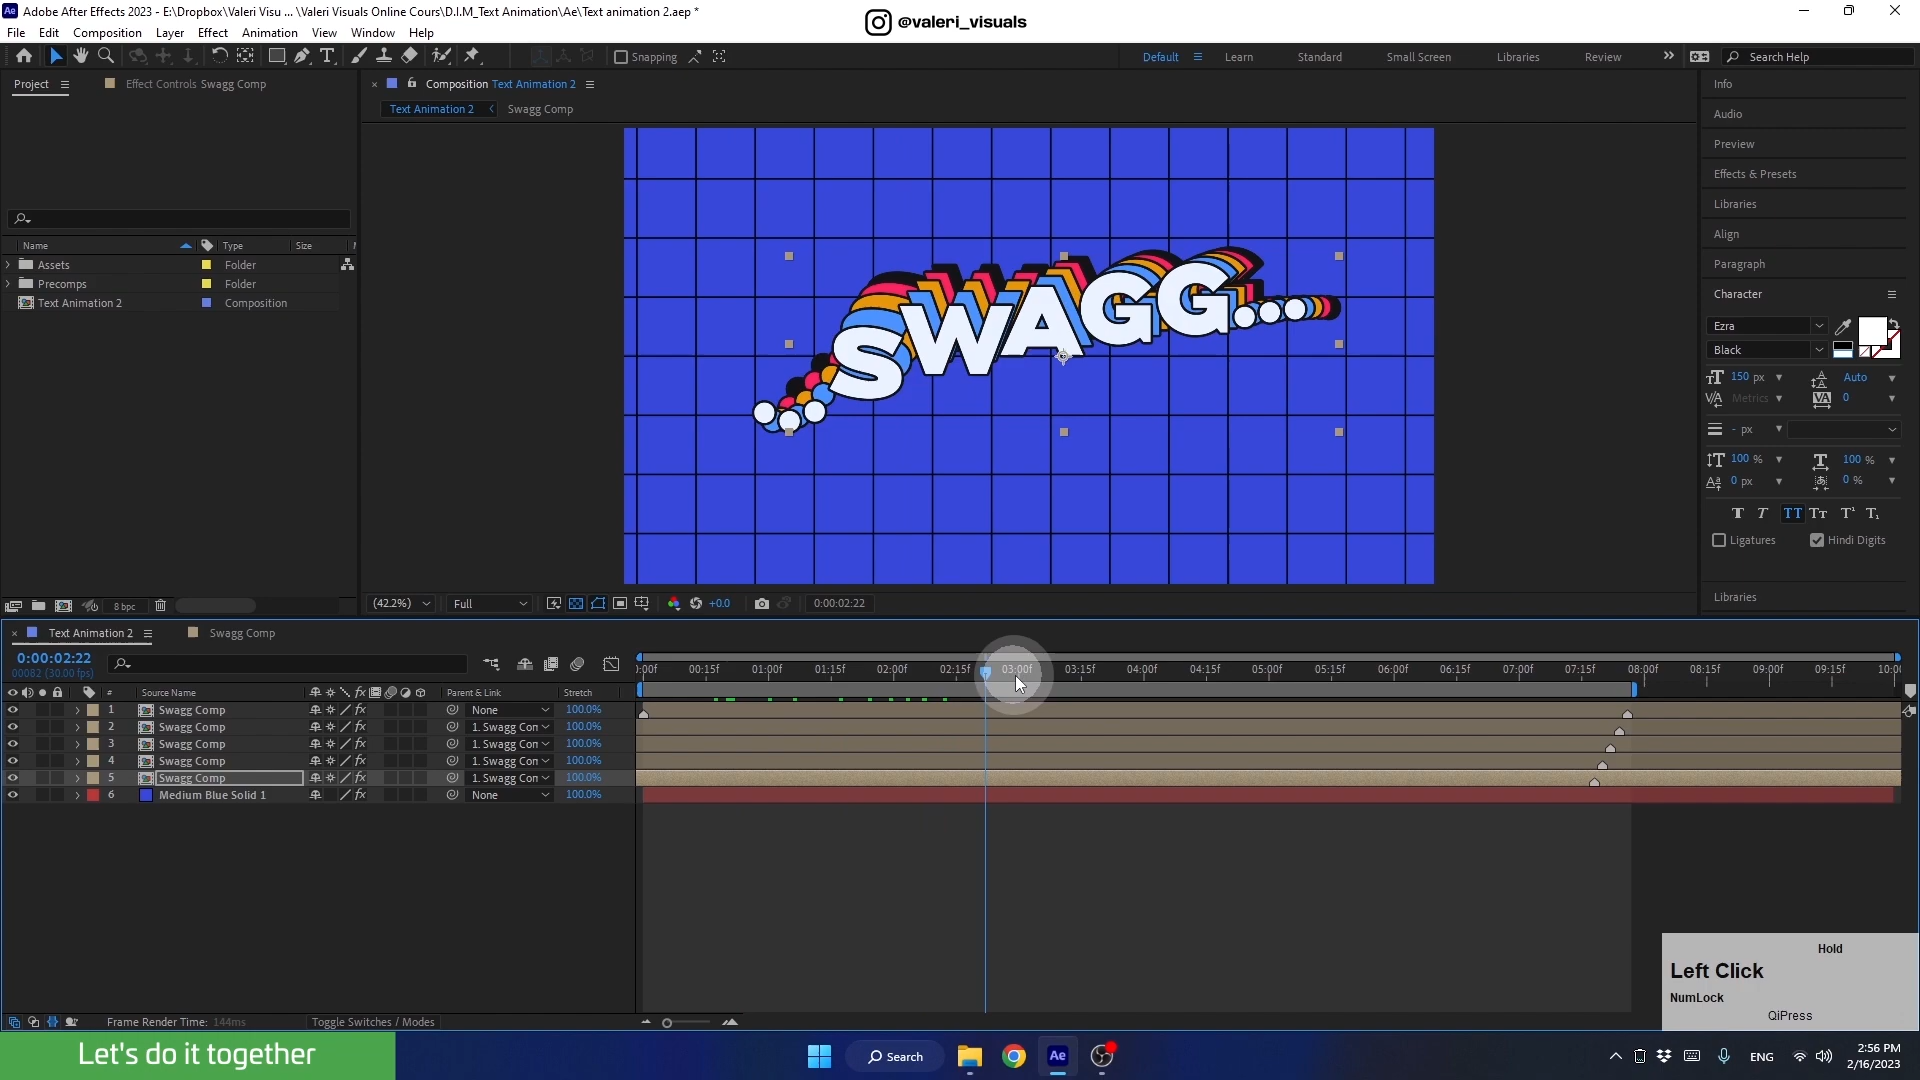 Adobe After Effects 2023 - E:\Dropbox\Valeri Visu ... \Valeri Visuals Online Cours\D.I.M_Text Animation\Ae\Text animation 2.aep *
@valeri_visuals
File Edit Composition Layer Effect Animation View Window Help
Snapping
Default Learn Standard Small Screen Libraries Review Search Help
Project Effect Controls Swagg Comp
Composition Text Animation 2
Text Animation 2 Swagg Comp
Name Type Size
Assets Folder
Precomps Folder
Text Animation 2 Composition
8 bpc
SWAGG...
(42.2%) Full +0.0 0:00:02:22
Info
Audio
Preview
Effects & Presets
Libraries
Align
Paragraph
Character
Ezra
Black
150 px Auto
Metrics 0
- px
100 % 100 %
0 px 0 %
Ligatures Hindi Digits
Libraries
Text Animation 2 Swagg Comp
0:00:02:22
00082 (30.00 fps)
:00f 00:15f 01:00f 01:15f 02:00f 02:15f 03:00f 03:15f 04:00f 04:15f 05:00f 05:15f 06:00f 06:15f 07:00f 07:15f 08:00f 08:15f 09:00f 09:15f 10:00
# Source Name Parent & Link Stretch
1 Swagg Comp None 100.0%
2 Swagg Comp 1. Swagg Con 100.0%
3 Swagg Comp 1. Swagg Con 100.0%
4 Swagg Comp 1. Swagg Con 100.0%
5 Swagg Comp 1. Swagg Con 100.0%
6 Medium Blue Solid 1 None 100.0%
Frame Render Time: 144ms Toggle Switches / Modes
Hold
Left Click
NumLock
QiPress
Let's do it together
Search
Ae
ENG
2:56 PM
2/16/2023